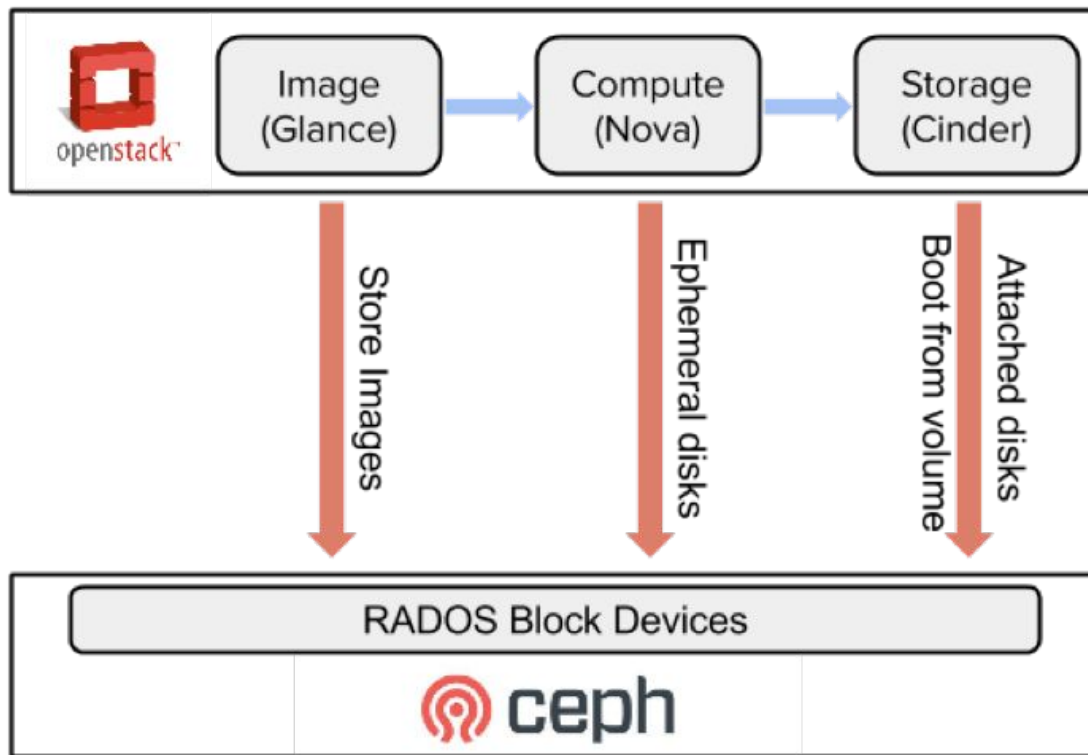 Image
(Glance)
Compute
(Nova)
Storage
(Cinder)
openstack™
Store Images
Ephemeral disks
Attached disks
Boot from volume
RADOS Block Devices
ceph